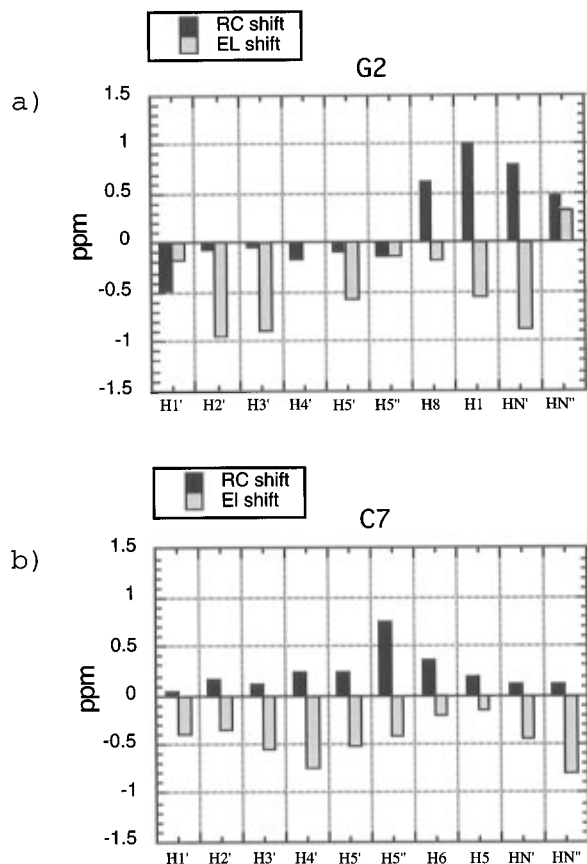 RC shift
EL shift
G2
a)
1.5
1
0.5
0
-0.5
-1
-1.5
ppm
H1' H2' H3' H4' H5' H5" H8 H1 HN' HN"
RC shift
El shift
C7
b)
1.5
1
0.5
0
-0.5
-1
-1.5
ppm
H1' H2' H3' H4' H5' H5" H6 H5 HN' HN"